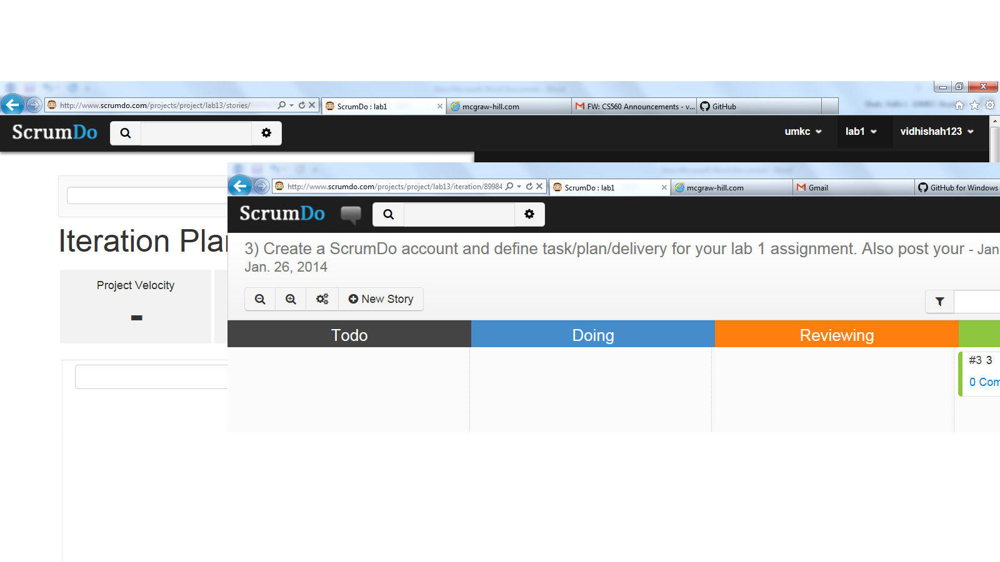 http://www.scrumdo.com/projects/project/lab13/stories/
ScrumDo : lab1
mcgraw-hill.com
FW: CS560 Announcements - v...
GitHub
ScrumDo
umkc
lab1
vidhishah123
http://www.scrumdo.com/projects/project/lab13/iteration/89984
ScrumDo : lab1
mcgraw-hill.com
Gmail
GitHub for Windows
ScrumDo
3) Create a ScrumDo account and define task/plan/delivery for your lab 1 assignment. Also post your - Jan
Jan. 26, 2014
Iteration Pla
Project Velocity
-
New Story
Todo
Doing
Reviewing
#3 3
0 Com